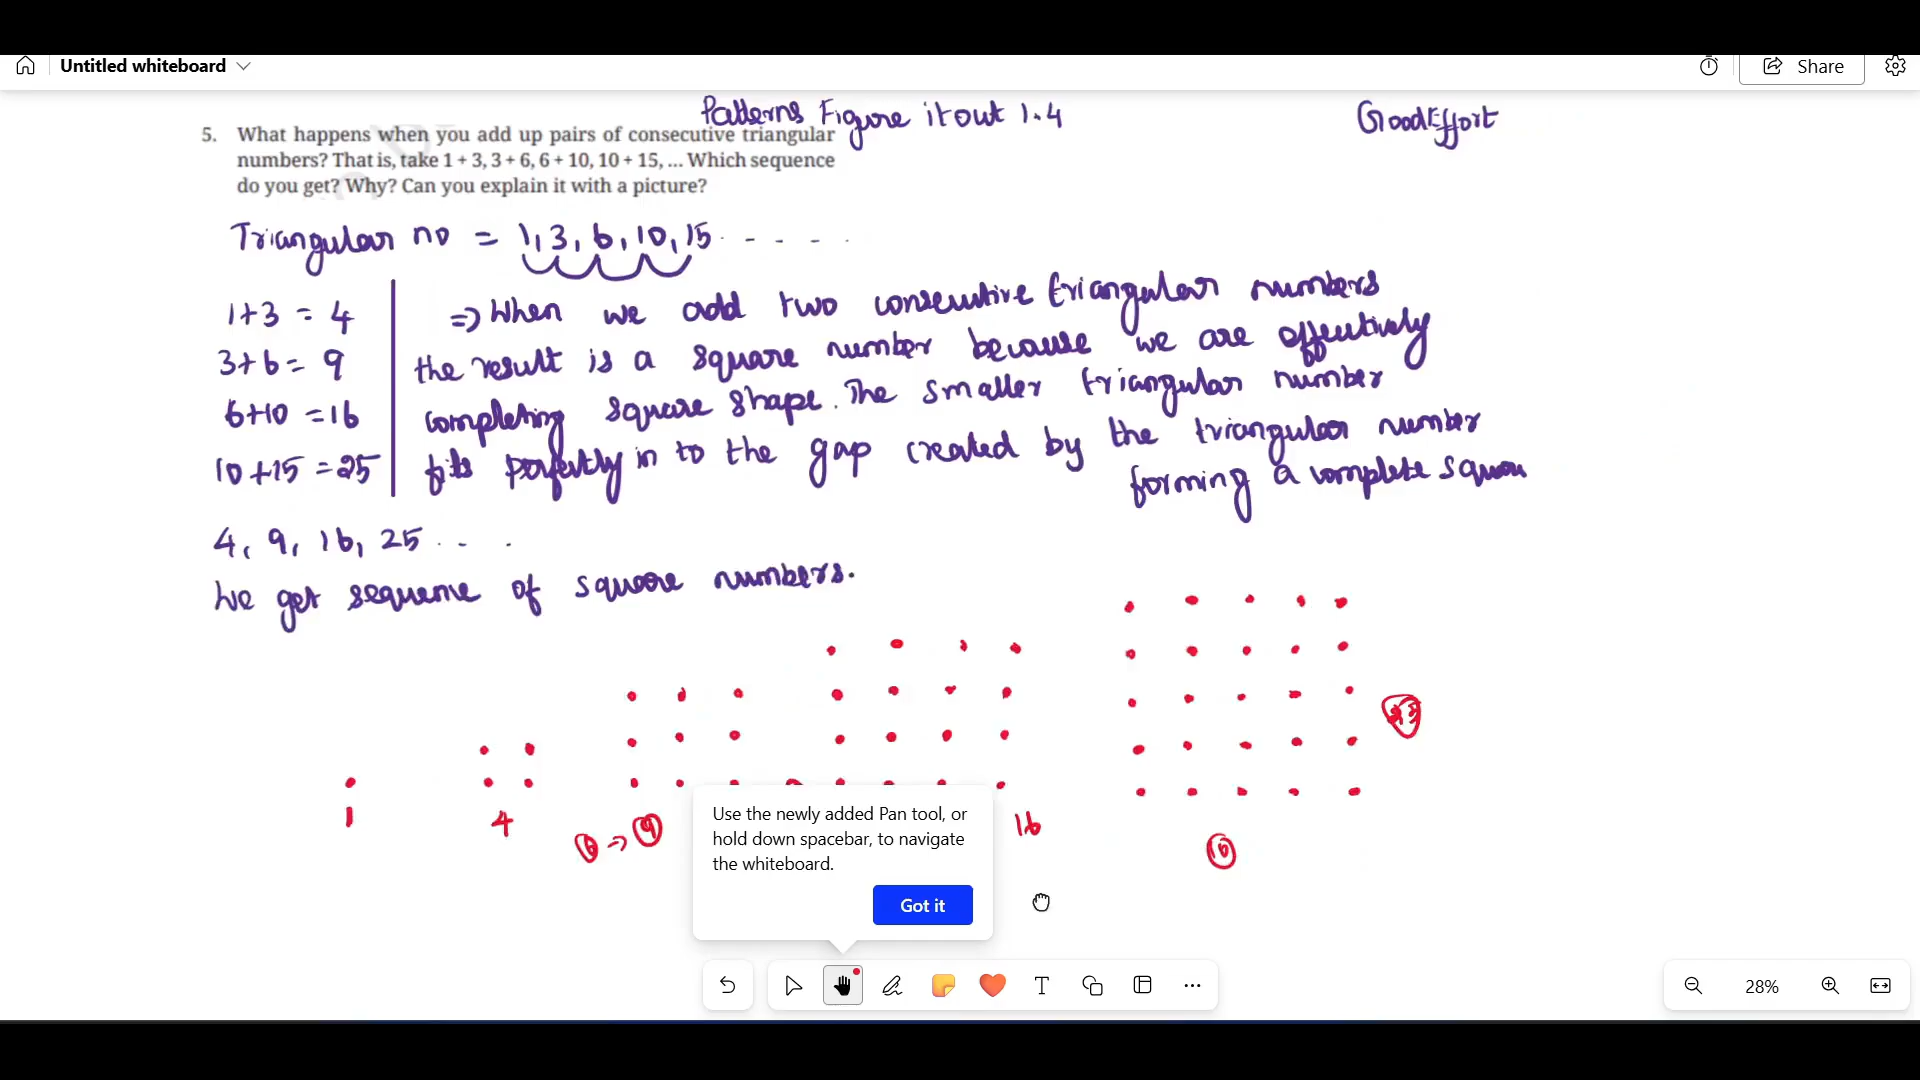 Untitled whiteboard
Share
Patterns Figure it out 1.4
GoodEffort
5. What happens when you add up pairs of consecutive triangular
numbers? That is, take 1 + 3, 3 + 6, 6 + 10, 10 + 15, ... Which sequence
do you get? Why? Can you explain it with a picture?
Triangular no = 1, 3, 6, 10, 15 - - - - .
1+3 = 4
3+6 = 9
6+10 = 16
10+15 = 25
=) When we add two consecutive triangular numbers
the result is a square number because we are effectively
completing square shape. The smaller triangular number
fits perfectly in to the gap created by the triangular number
forming a complete square
4, 9, 16, 25 . . - .
We get sequence of square numbers.
1
4
=> 9
16
10
Use the newly added Pan tool, or
hold down spacebar, to navigate
the whiteboard.
Got it
28%